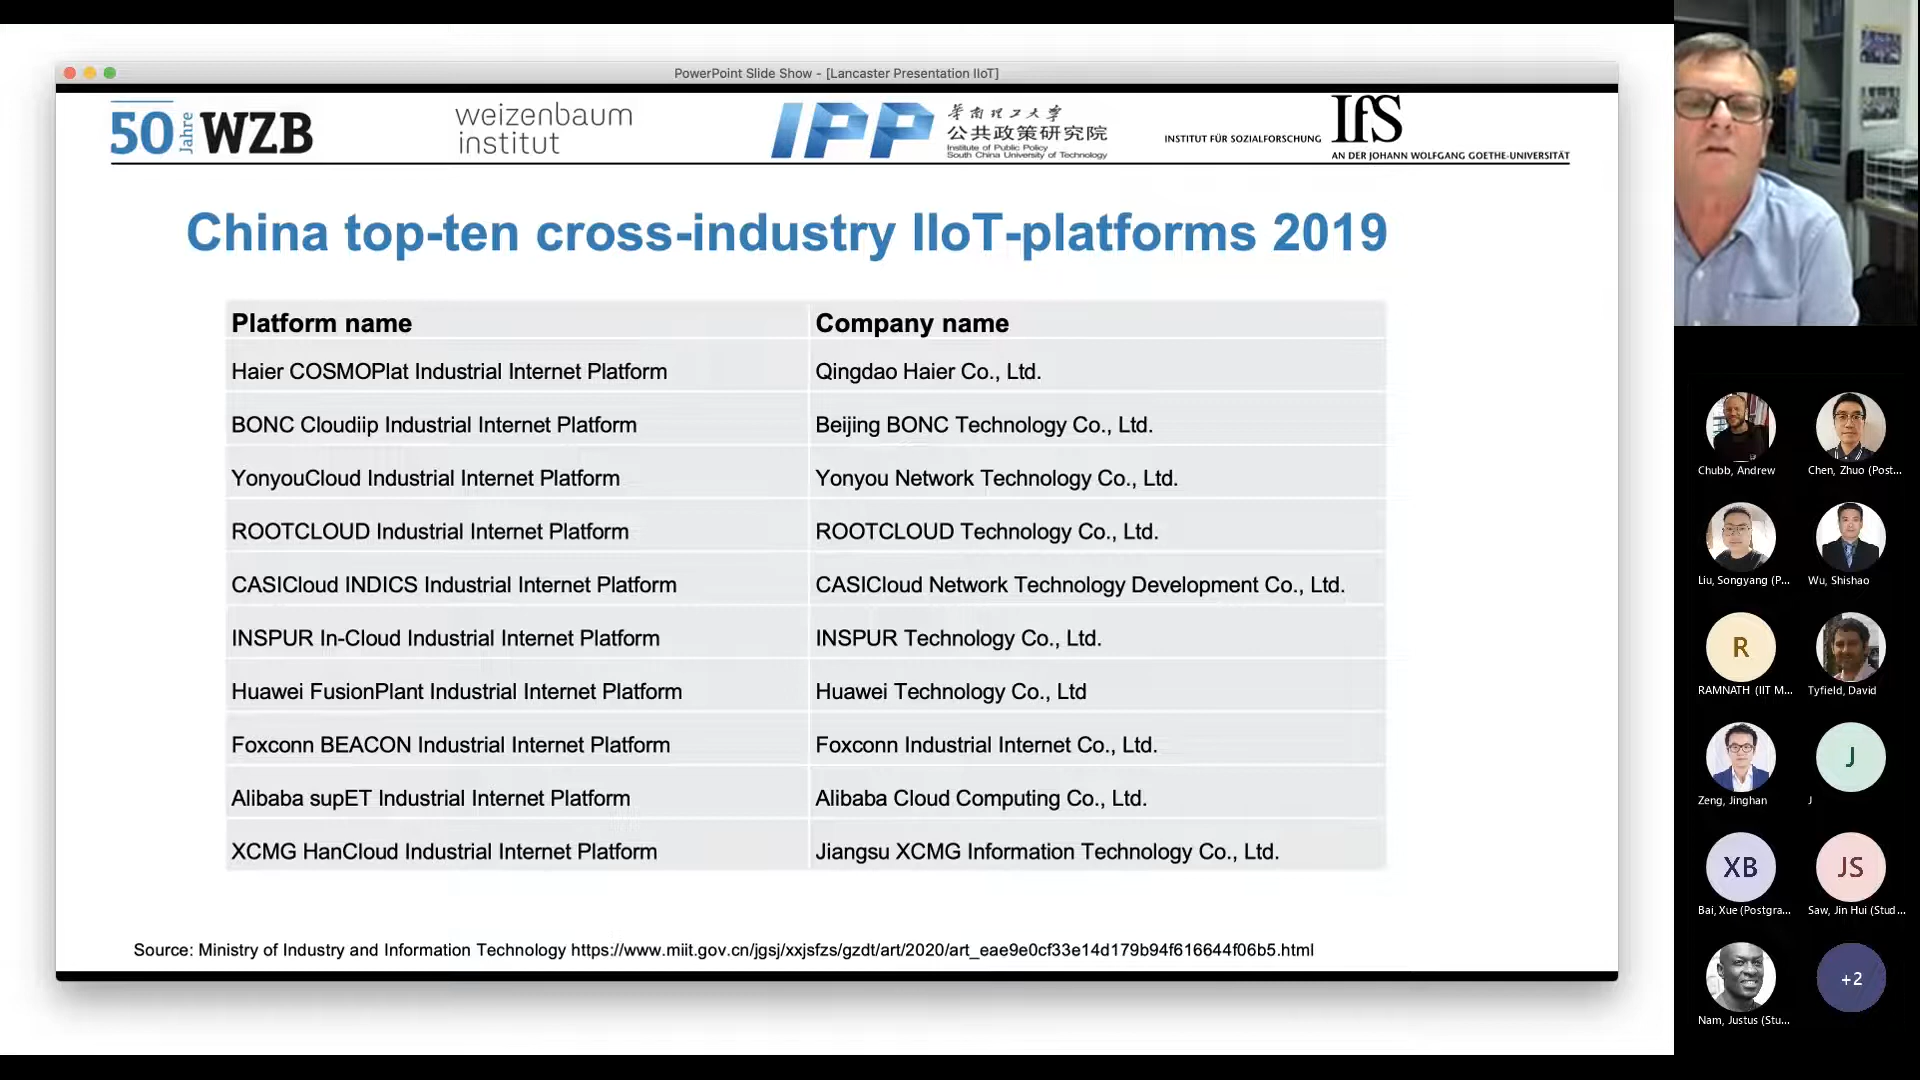 PowerPoint Slide Show - [Lancaster Presentation IIoT]
50 Jahre WZB
weizenbaum
institut
IPP
华南理工大学
公共政策研究院
Institute of Public Policy
South China University of Technology
INSTITUT FÜR SOZIALFORSCHUNG IfS
AN DER JOHANN WOLFGANG GOETHE-UNIVERSITÄT
China top-ten cross-industry IIoT-platforms 2019
Platform name Company name
Haier COSMOPlat Industrial Internet Platform Qingdao Haier Co., Ltd.
BONC Cloudiip Industrial Internet Platform Beijing BONC Technology Co., Ltd.
YonyouCloud Industrial Internet Platform Yonyou Network Technology Co., Ltd.
ROOTCLOUD Industrial Internet Platform ROOTCLOUD Technology Co., Ltd.
CASICloud INDICS Industrial Internet Platform CASICloud Network Technology Development Co., Ltd.
INSPUR In-Cloud Industrial Internet Platform INSPUR Technology Co., Ltd.
Huawei FusionPlant Industrial Internet Platform Huawei Technology Co., Ltd
Foxconn BEACON Industrial Internet Platform Foxconn Industrial Internet Co., Ltd.
Alibaba supET Industrial Internet Platform Alibaba Cloud Computing Co., Ltd.
XCMG HanCloud Industrial Internet Platform Jiangsu XCMG Information Technology Co., Ltd.
Source: Ministry of Industry and Information Technology https://www.miit.gov.cn/jgsj/xxjsfzs/gzdt/art/2020/art_eae9e0cf33e14d179b94f616644f06b5.html
Chubb, Andrew Chen, Zhuo (Post...
Liu, Songyang (P... Wu, Shishao
R
RAMNATH (IIT M... Tyfield, David
J
Zeng, Jinghan J
XB JS
Bai, Xue (Postgra... Saw, Jin Hui (Stud...
+2
Nam, Justus (Stu...